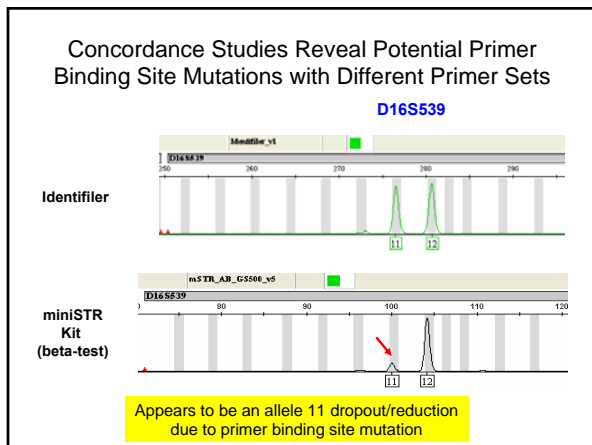 Concordance Studies Reveal Potential Primer
Binding Site Mutations with Different Primer Sets
D16S539
Identifiler_v1
D16S539
250 260 270 280 290
Identifiler
11 12
mSTR_AB_GS500_v5
D16S539
80 90 100 110 120
miniSTR
Kit
(beta-test)
11 12
Appears to be an allele 11 dropout/reduction
due to primer binding site mutation